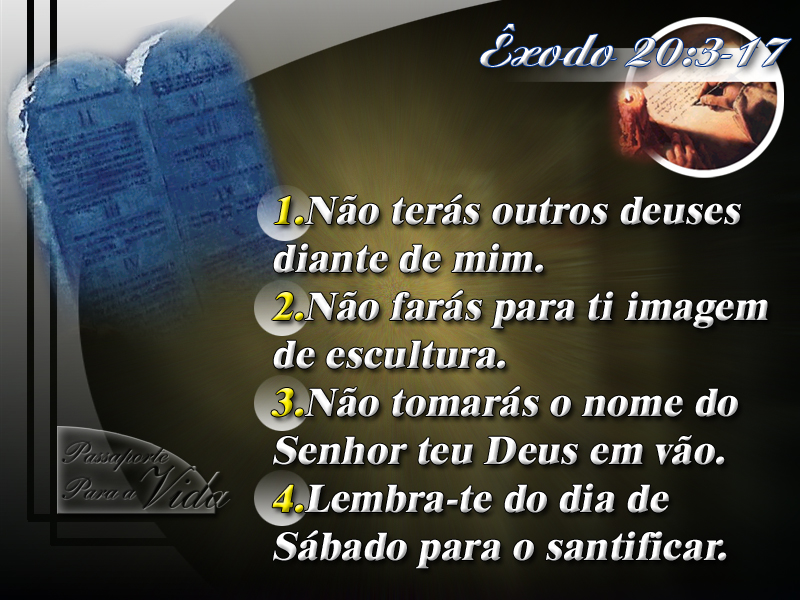 Êxodo 20:3-17
1.Não terás outros deuses
diante de mim.
2.Não farás para ti imagem
de escultura.
3.Não tomarás o nome do
Senhor teu Deus em vão.
4.Lembra-te do dia de
Sábado para o santificar.
Passaporte
Para a Vida